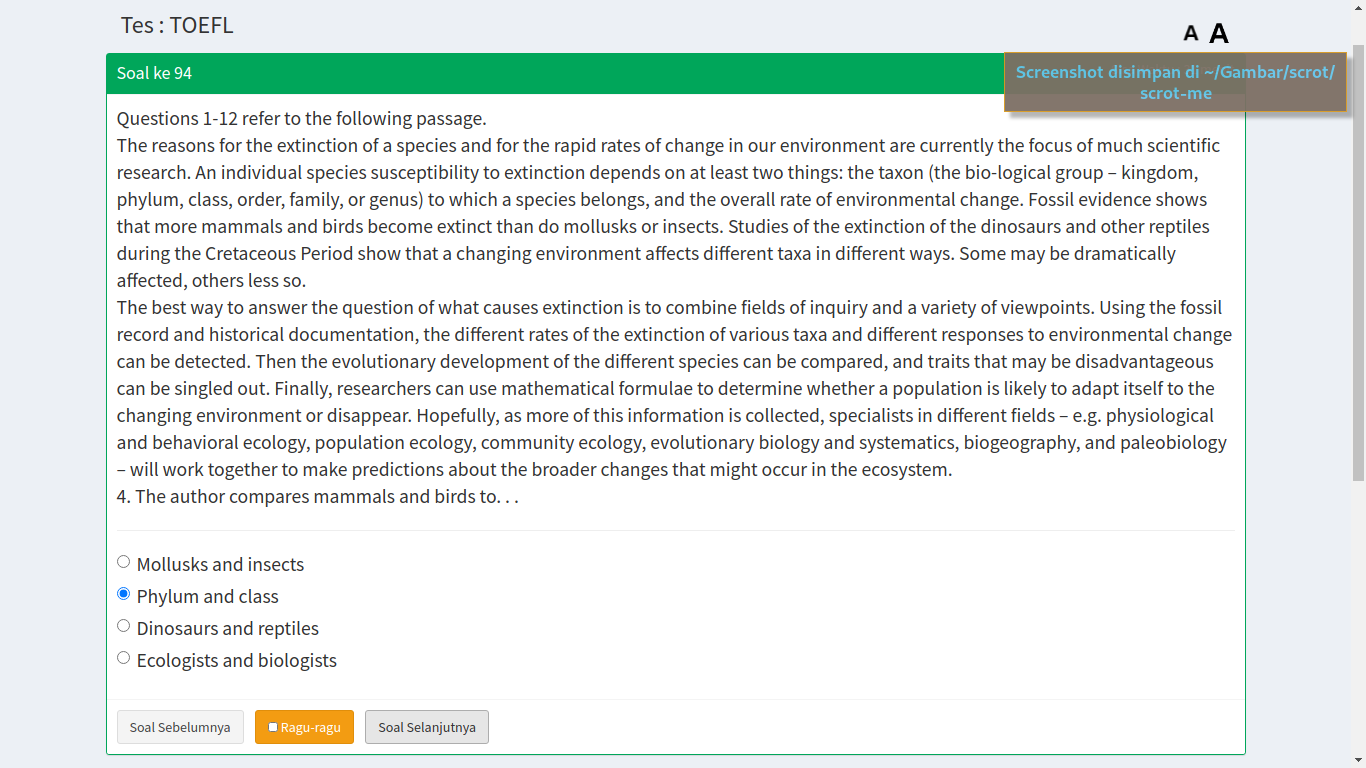 Tes : TOEFL
A A
Soal ke 94
Screenshot disimpan di ~/Gambar/scrot/
scrot-me
Questions 1-12 refer to the following passage.
The reasons for the extinction of a species and for the rapid rates of change in our environment are currently the focus of much scientific
research. An individual species susceptibility to extinction depends on at least two things: the taxon (the bio-logical group – kingdom,
phylum, class, order, family, or genus) to which a species belongs, and the overall rate of environmental change. Fossil evidence shows
that more mammals and birds become extinct than do mollusks or insects. Studies of the extinction of the dinosaurs and other reptiles
during the Cretaceous Period show that a changing environment affects different taxa in different ways. Some may be dramatically
affected, others less so.
The best way to answer the question of what causes extinction is to combine fields of inquiry and a variety of viewpoints. Using the fossil
record and historical documentation, the different rates of the extinction of various taxa and different responses to environmental change
can be detected. Then the evolutionary development of the different species can be compared, and traits that may be disadvantageous
can be singled out. Finally, researchers can use mathematical formulae to determine whether a population is likely to adapt itself to the
changing environment or disappear. Hopefully, as more of this information is collected, specialists in different fields – e.g. physiological
and behavioral ecology, population ecology, community ecology, evolutionary biology and systematics, biogeography, and paleobiology
– will work together to make predictions about the broader changes that might occur in the ecosystem.
4. The author compares mammals and birds to. . .
Mollusks and insects
Phylum and class
Dinosaurs and reptiles
Ecologists and biologists
Soal Sebelumnya
Ragu-ragu
Soal Selanjutnya